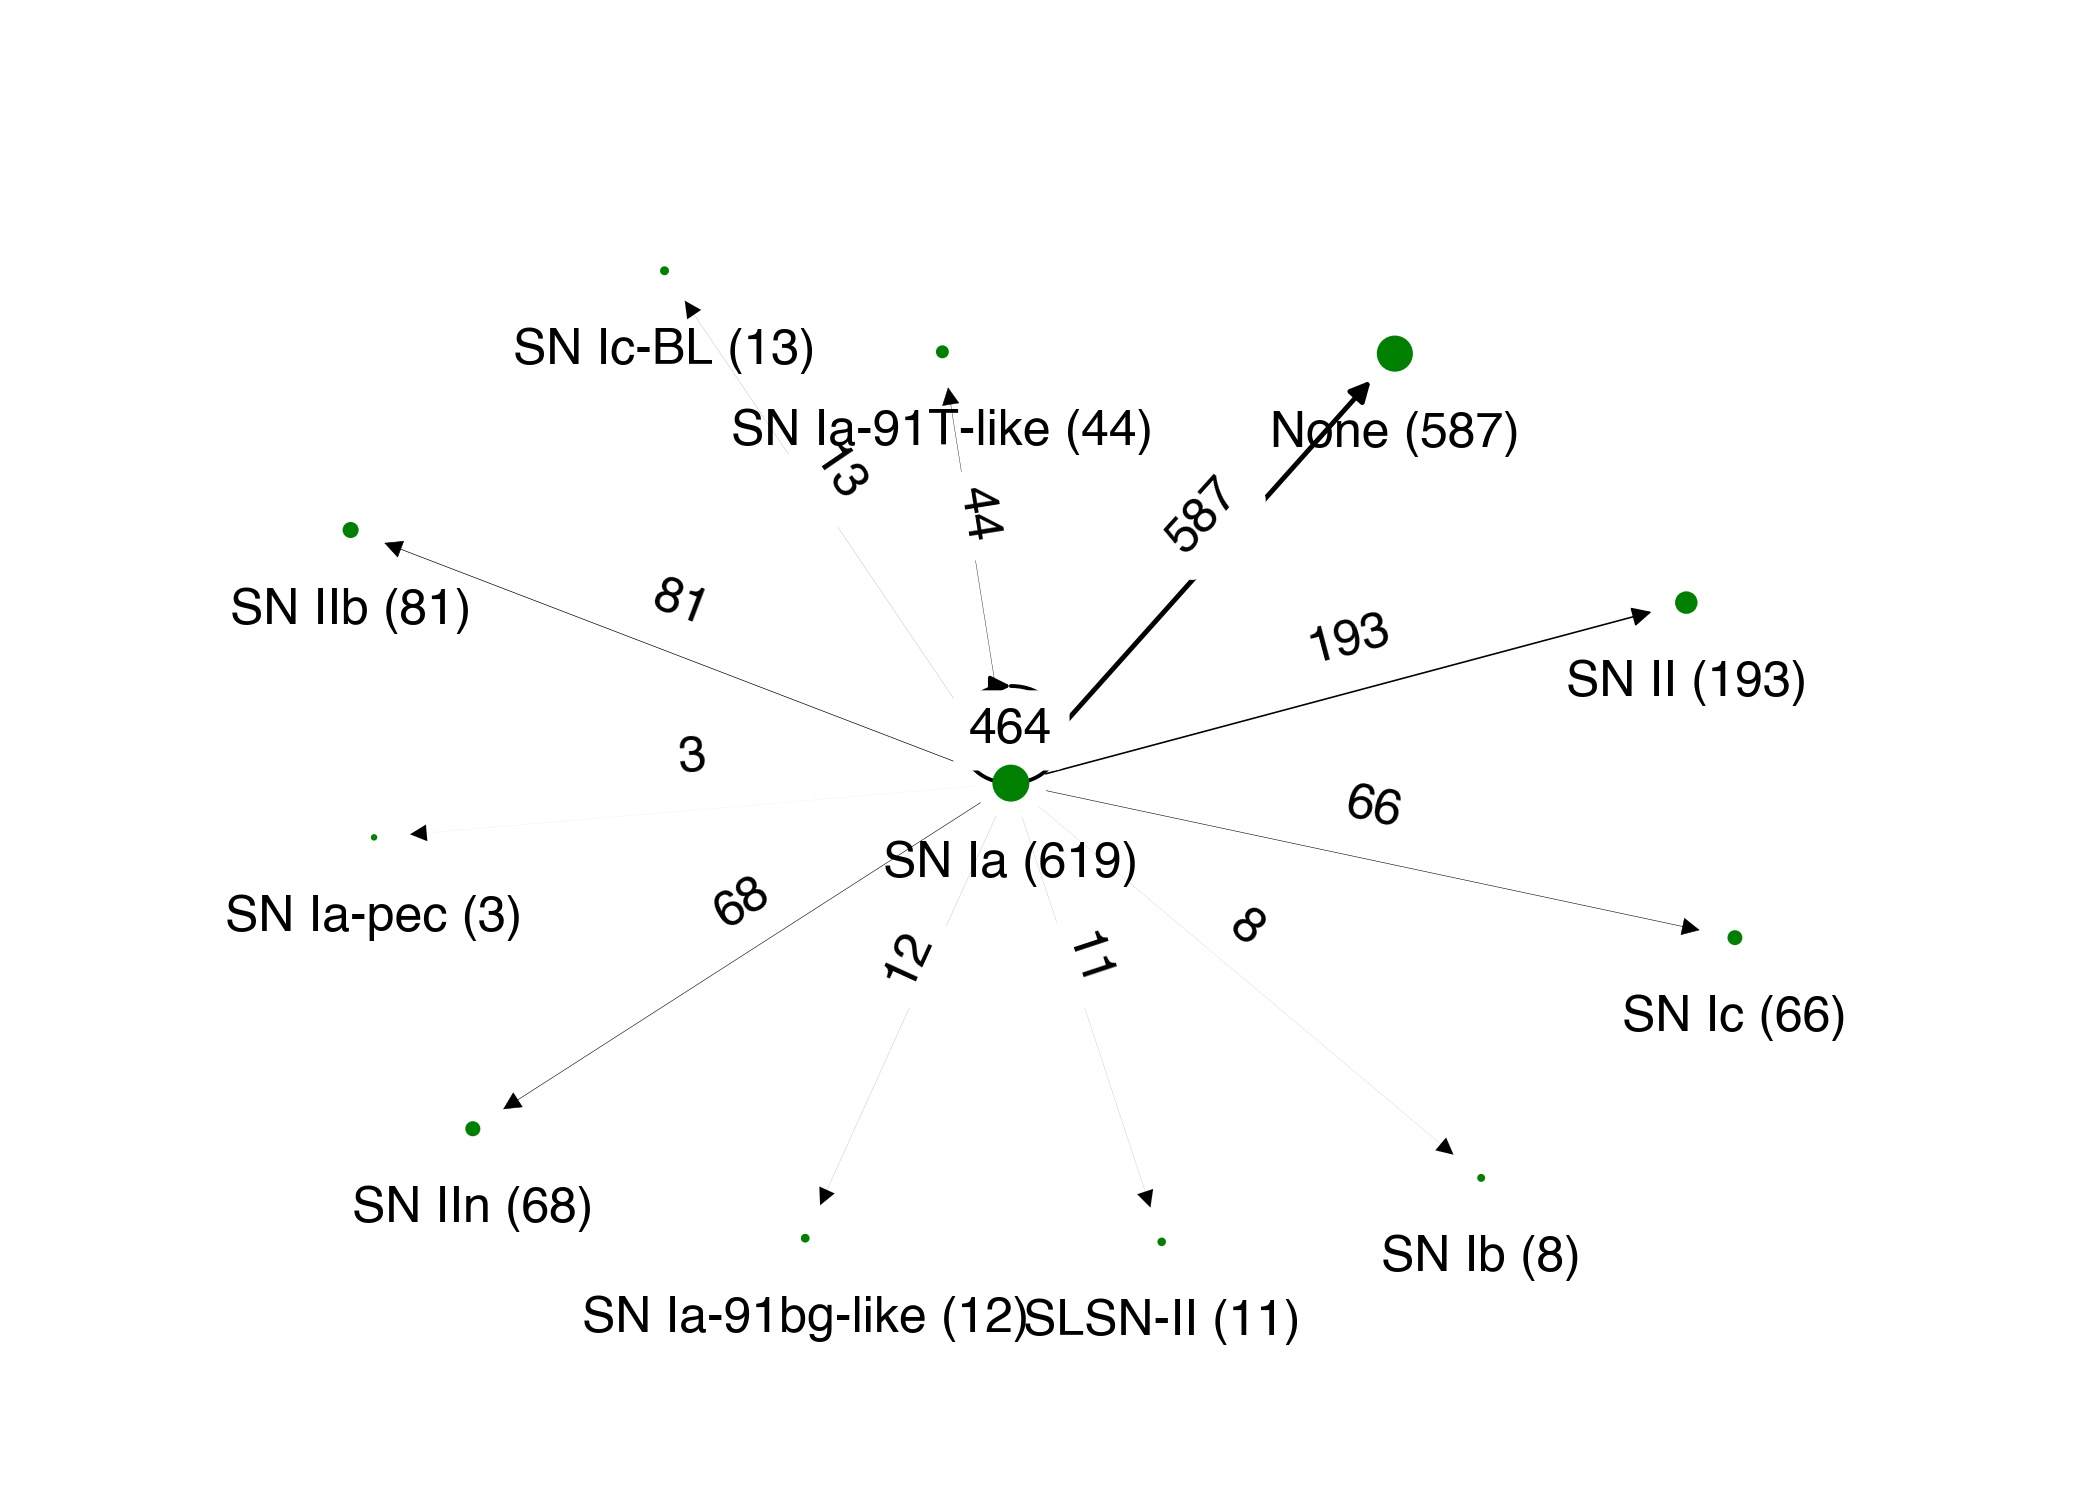 SN Ic-BL (13)
SN Ia-91T-like (44)
None (587)
13
44
587
81
SN IIb (81)
193
SN II (193)
464
3
66
SN Ia (619)
SN Ia-pec (3)
68
12
11
8
SN Ic (66)
SN IIn (68)
SN Ib (8)
SN Ia-91bg-like (12)
SLSN-II (11)